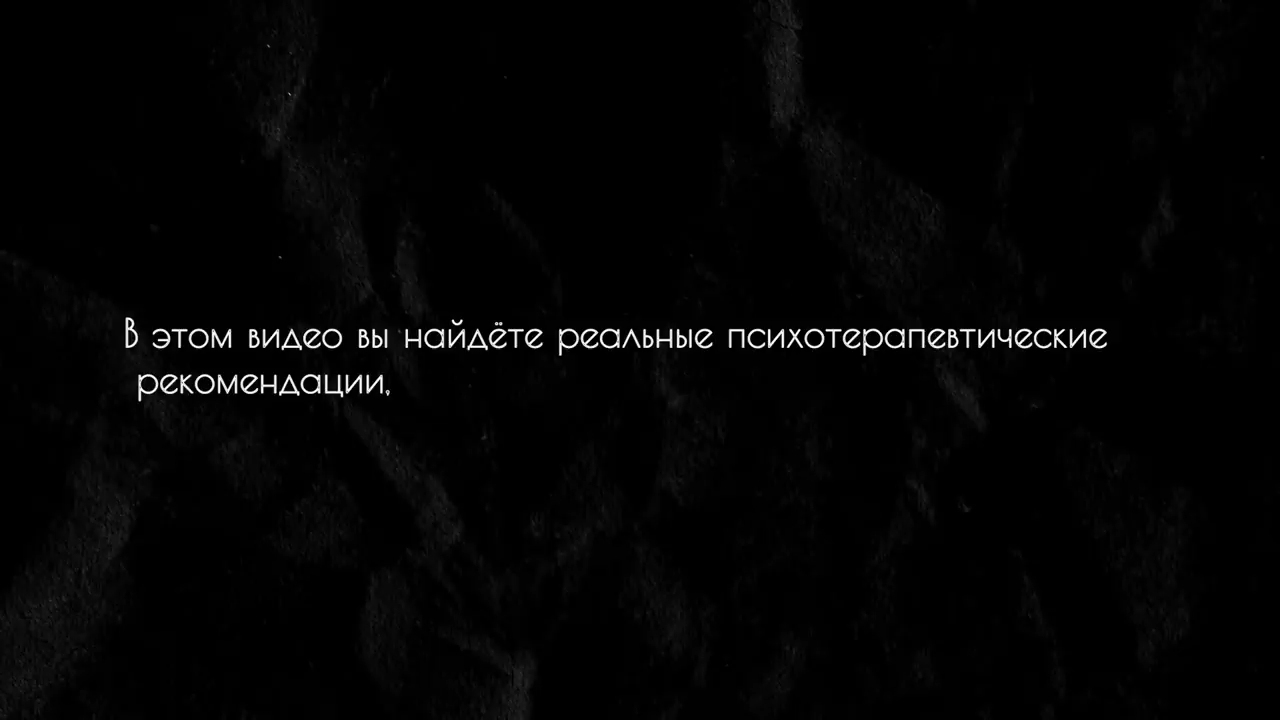 В этом видео вы найдёте реальные психотерапевтические
рекомендации,